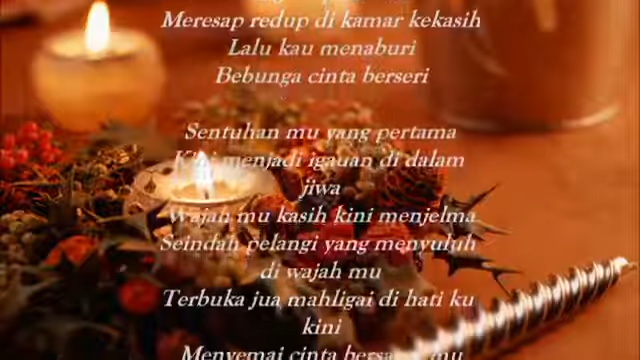 Meresap redup di kamar kekasih
Lalu kau menaburi
Bebunga cinta berseri
Sentuhan mu yang pertama
Kini menjadi igauan di dalam
jiwa
Wajah mu kasih kini menjelma
Seindah pelangi yang menyuluh
di wajah mu
Terbuka jua mahligai di hati ku
kini
Menyemai cinta bersama mu